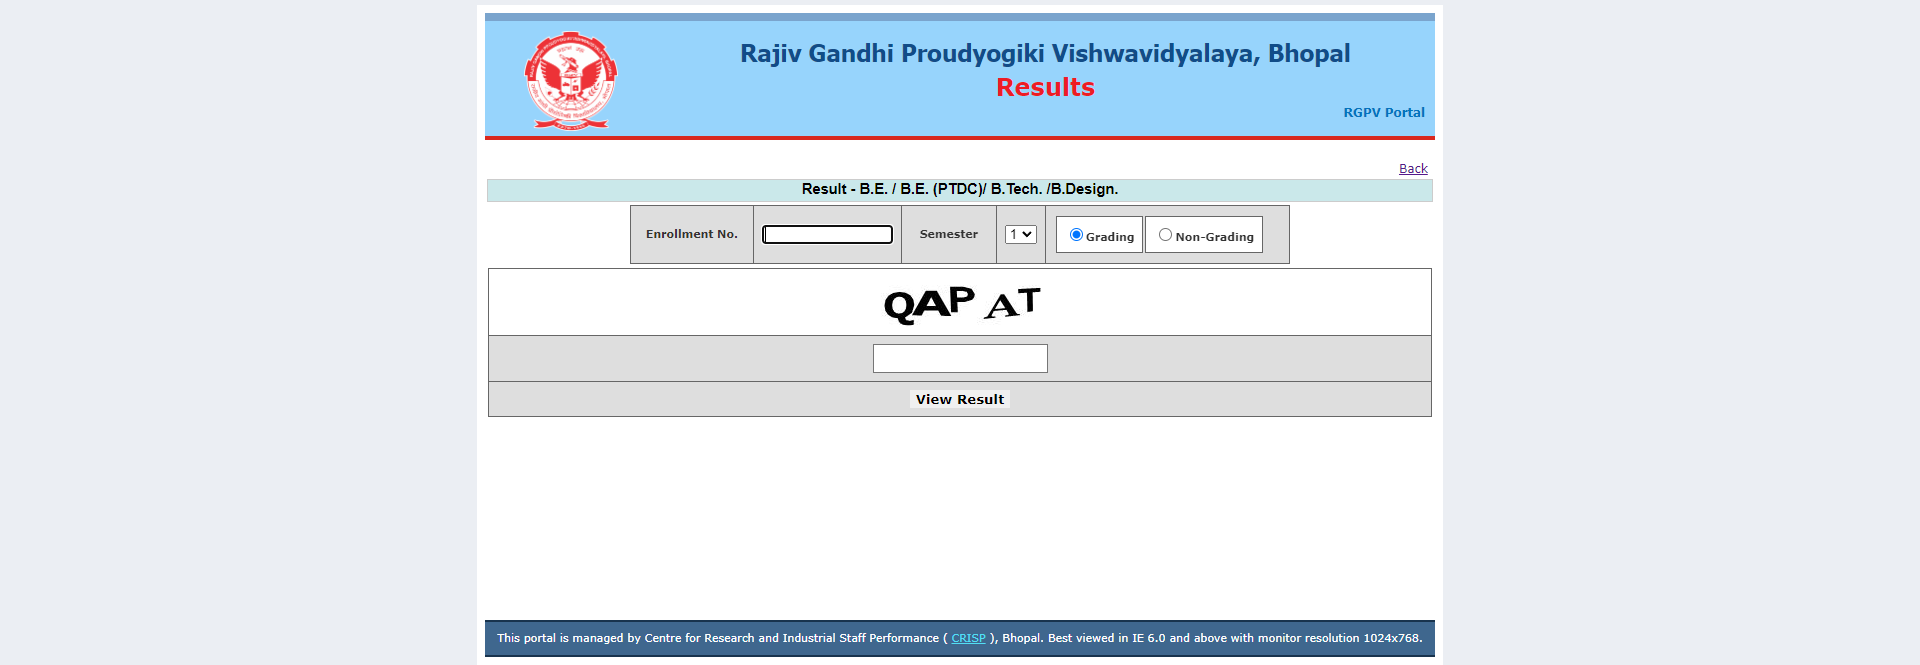 Rajiv Gandhi Proudyogiki Vishwavidyalaya, Bhopal
Results
RGPV Portal
Back
Result - B.E. / B.E. (PTDC)/ B.Tech. /B.Design.
Enrollment No. Semester 1 Grading Non-Grading
QAP AT
View Result
This portal is managed by Centre for Research and Industrial Staff Performance ( CRISP ), Bhopal. Best viewed in IE 6.0 and above with monitor resolution 1024x768.